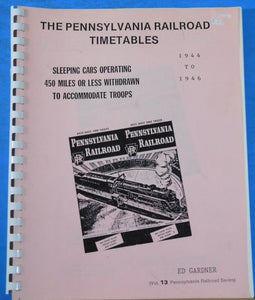 THE PENNSYLVANIA RAILROAD
TIMETABLES
1944
TO
1946
SLEEPING CARS OPERATING
450 MILES OR LESS WITHDRAWN
TO ACCOMMODATE TROOPS
PENNSYLVANIA
RAILROAD
PENNSYLVANIA
RAILROAD
ED GARDNER
13 Pennsylvania Railroad